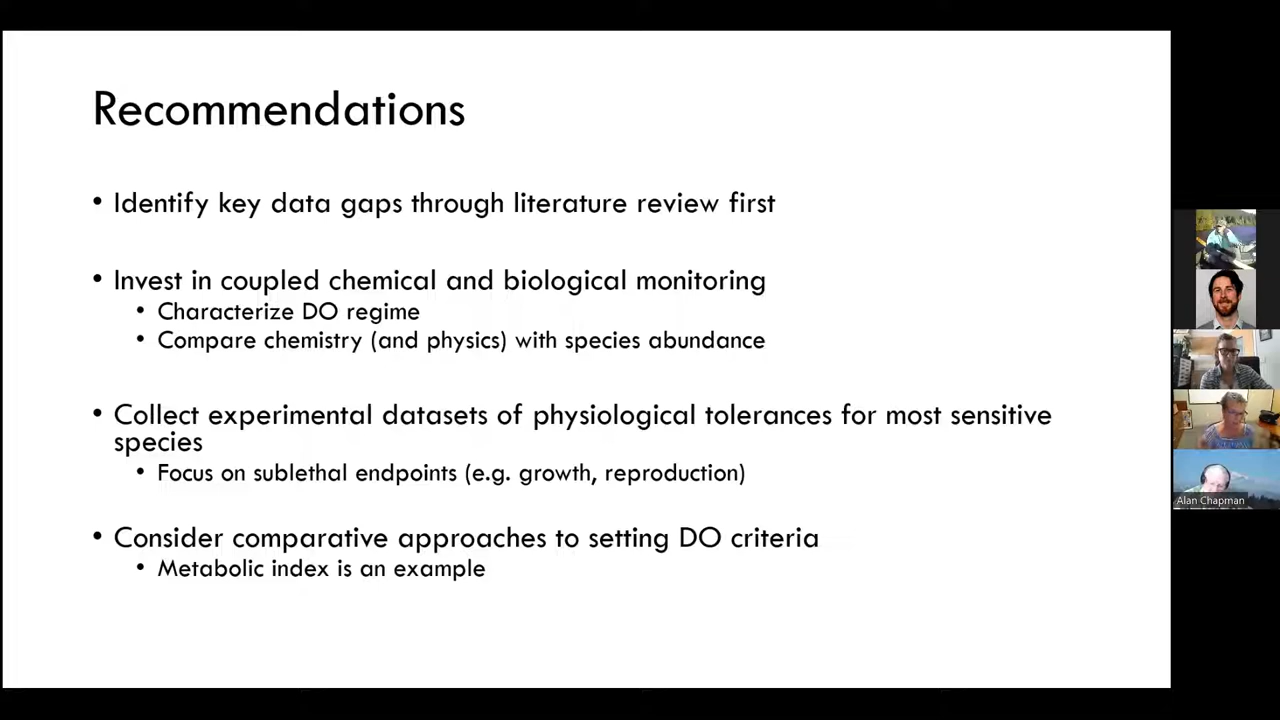 Recommendations
• Identify key data gaps through literature review first
• Invest in coupled chemical and biological monitoring
• Characterize DO regime
• Compare chemistry (and physics) with species abundance
• Collect experimental datasets of physiological tolerances for most sensitive
species
• Focus on sublethal endpoints (e.g. growth, reproduction)
• Consider comparative approaches to setting DO criteria
• Metabolic index is an example
Alan Chapman